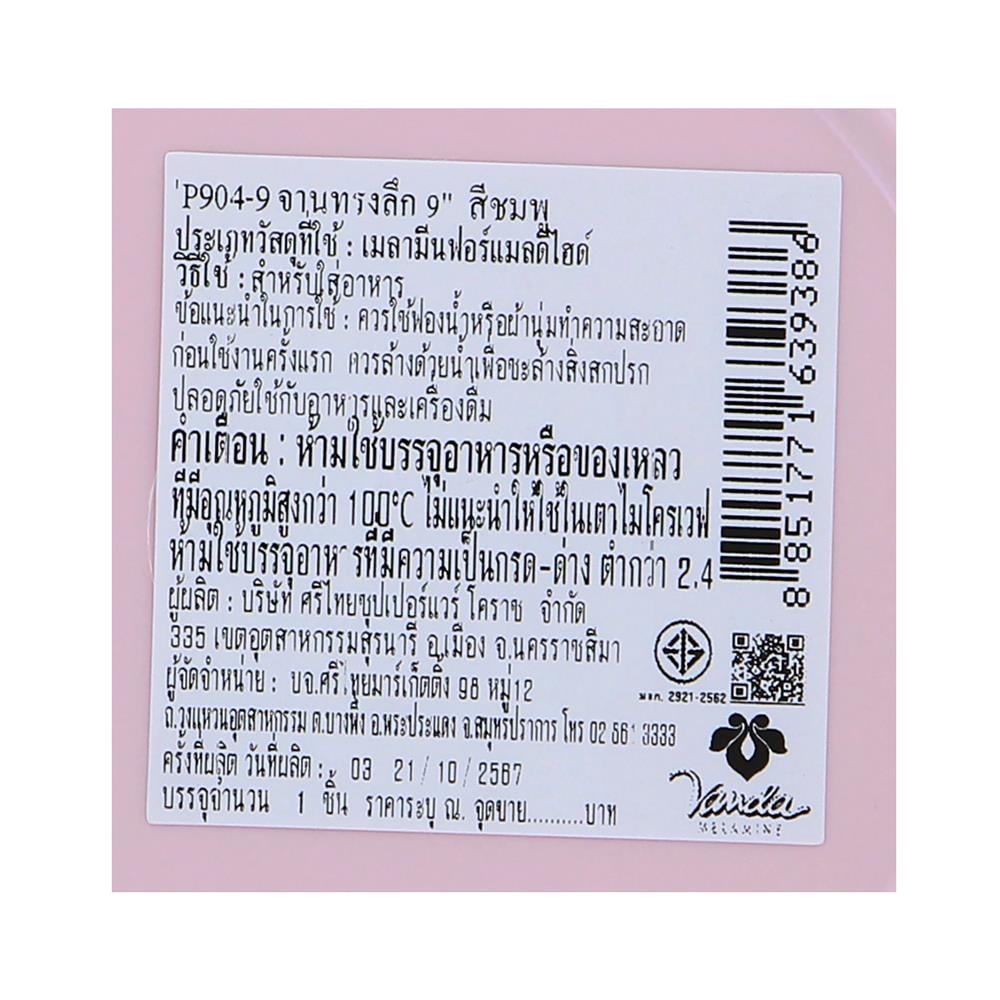 P904-9 จานทรงลึก 9" สีชมพู
ประเภทวัสดุที่ใช้ : เมลามีนฟอร์แมลดีไฮด์
วิธีใช้ : สำหรับใส่อาหาร
ข้อแนะนำในการใช้ : ควรใช้ฟองน้ำหรือผ้านุ่มทำความสะอาด
ก่อนใช้งานครั้งแรก ควรล้างด้วยน้ำเพื่อชะล้างสิ่งสกปรก
ปลอดภัยใช้กับอาหารและเครื่องดื่ม
คำเตือน : ห้ามใช้บรรจุอาหารหรือของเหลว
ที่มีอุณหภูมิสูงกว่า 100°C ไม่แนะนำให้ใช้ในเตาไมโครเวฟ
ห้ามใช้บรรจุอาหารที่มีความเป็นกรด-ด่าง ต่ำกว่า 2.4
ผู้ผลิต : บริษัท ศรีไทยซุปเปอร์แวร์ โคราช จำกัด
335 เขตอุตสาหกรรมสุรนารี อ.เมือง จ.นครราชสีมา
ผู้จัดจำหน่าย : บจ.ศรีไทยมาร์เก็ตติ้ง 98 หมู่12
ถ.วงแหวนอุตสาหกรรม ต.บางพึ่ง อ.พระประแดง จ.สมุทรปราการ โทร 02 3333
ครั้งที่ผลิต วันที่ผลิต : 03 21/10/2567
บรรจุจำนวน 1 ชิ้น ราคาระบุ ณ. จุดขาย..........บาท
8 851771 639386
มอก. 2921-2562
Vanda
MELAMINE